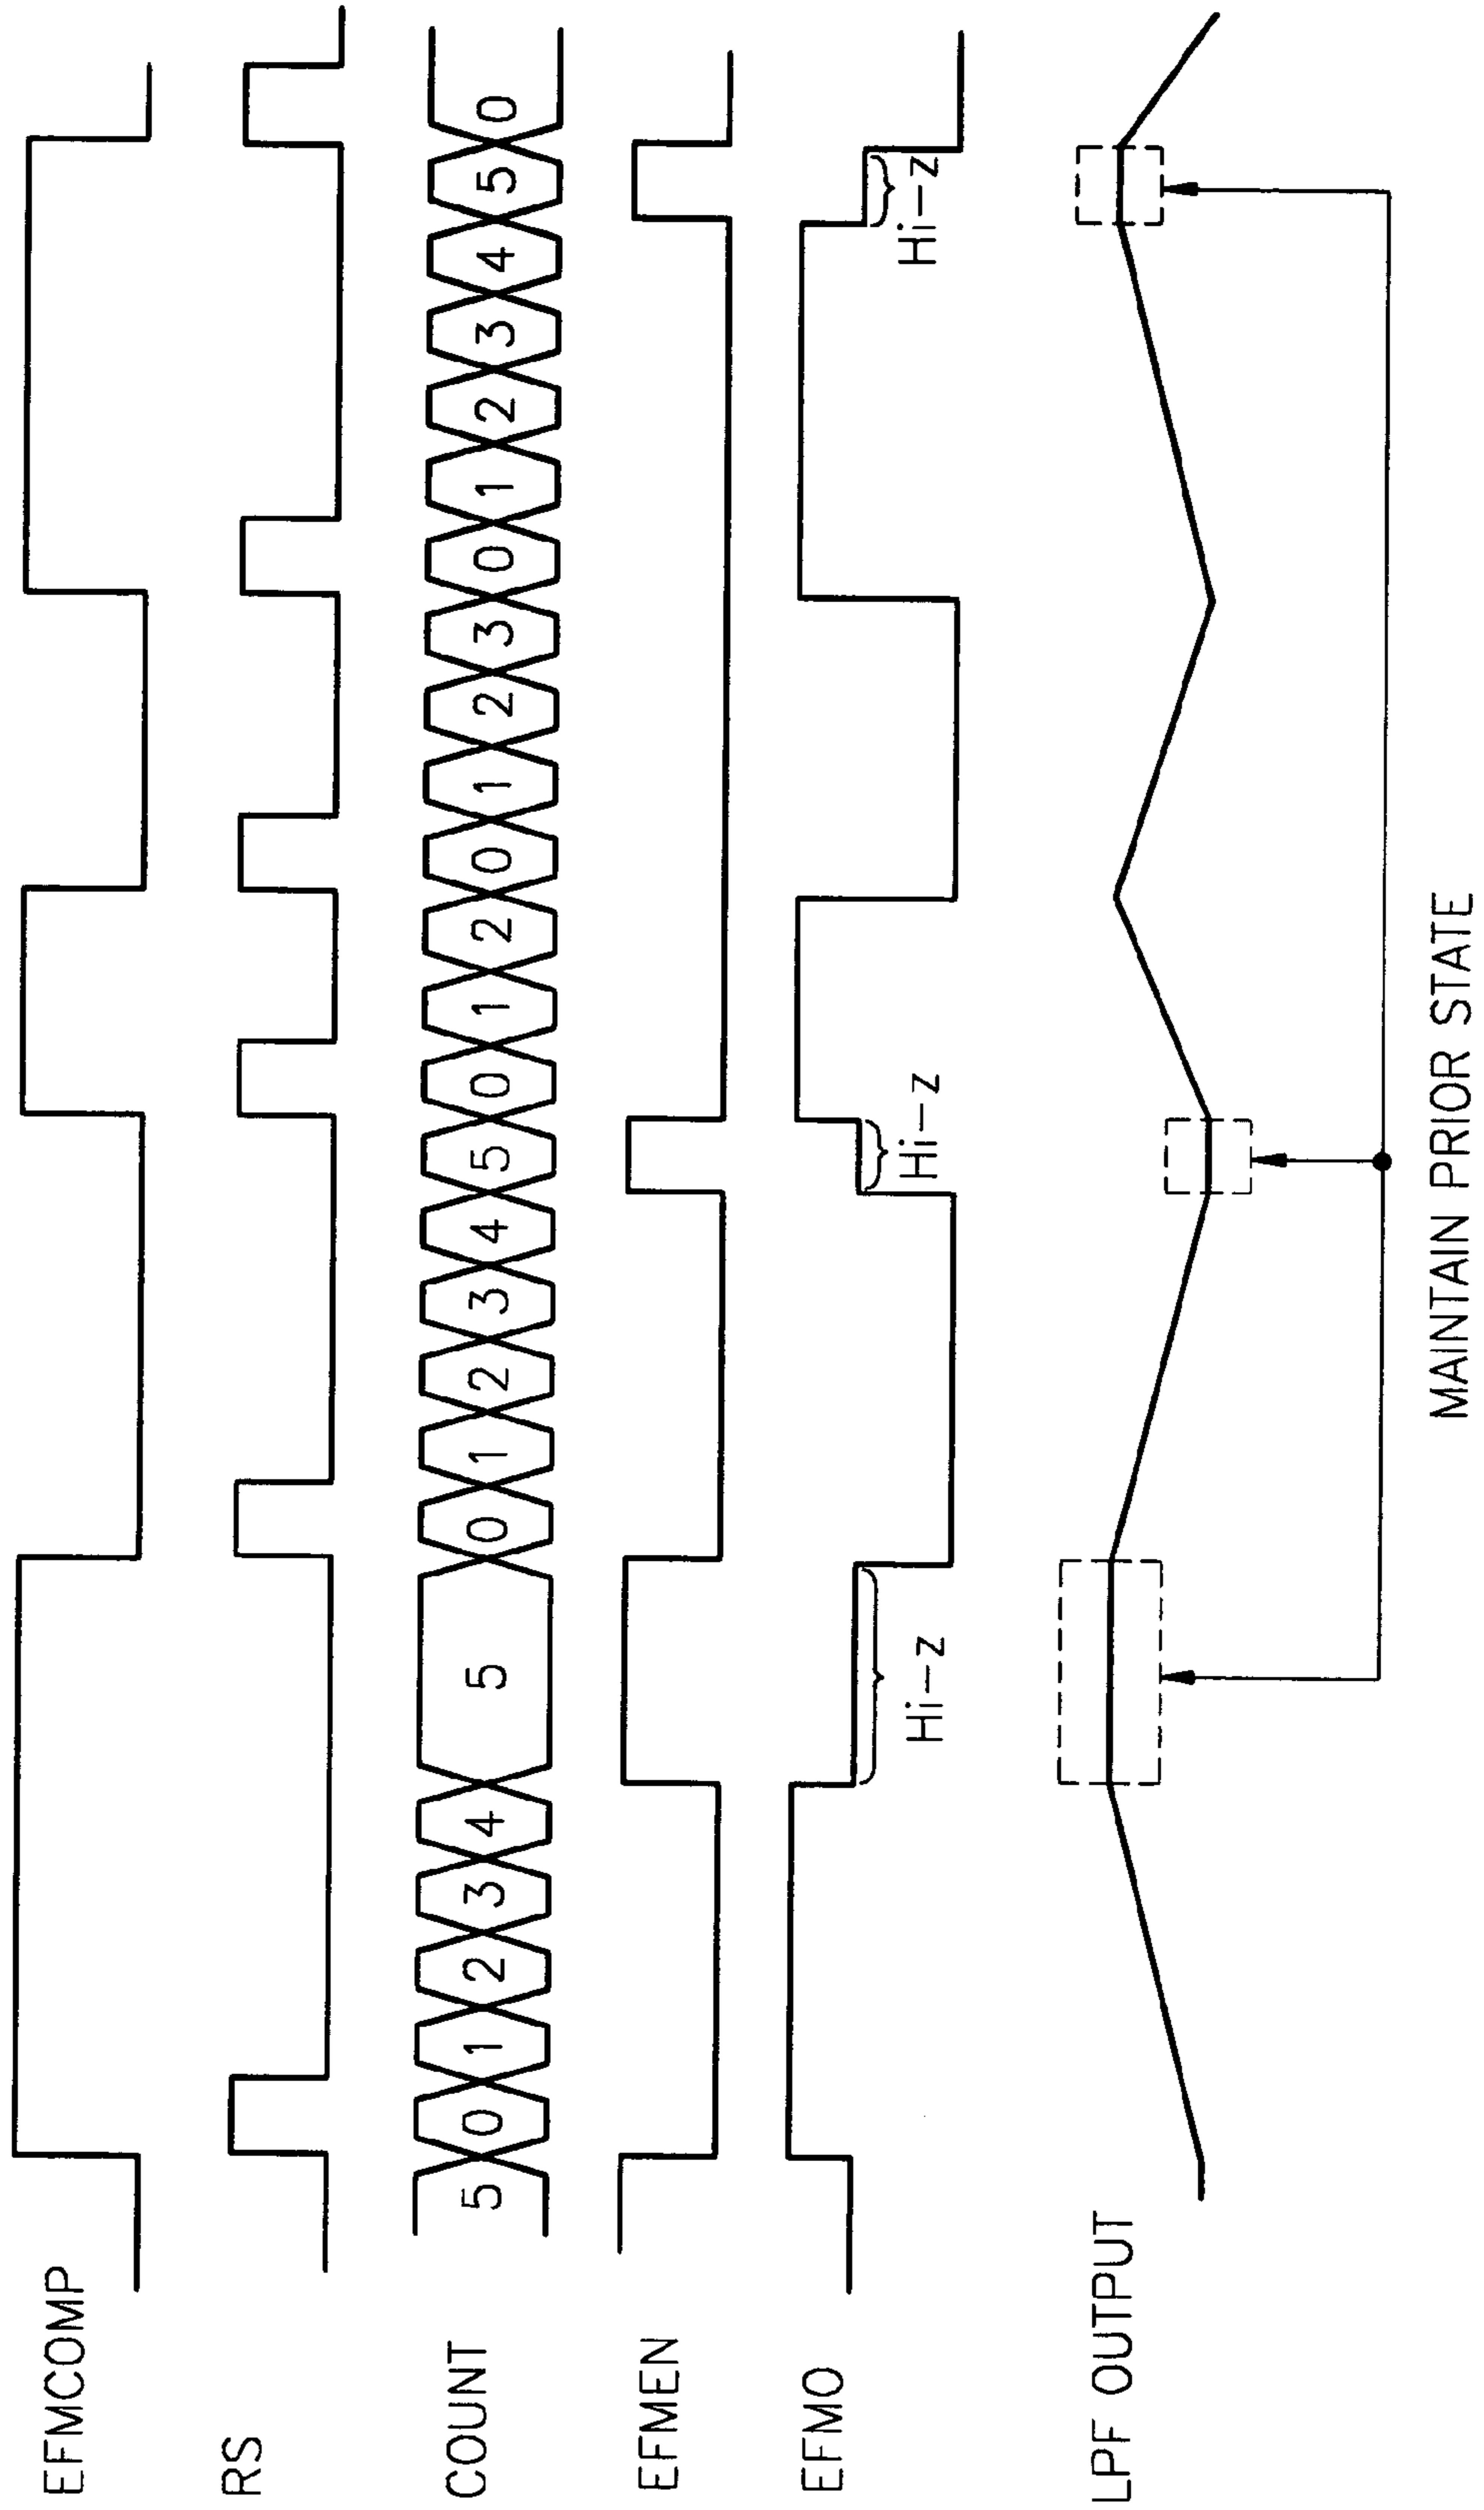 EFMCOMP
RS
COUNT 5 0 1 2 3 4 5 0 1 2 3 4 5 0 1 2 0 1 2 3 0 1 2 3 4 5 0
EFMEN
EFMO
Hi-z Hi-z Hi-z
LPF OUTPUT
MAINTAIN PRIOR STATE